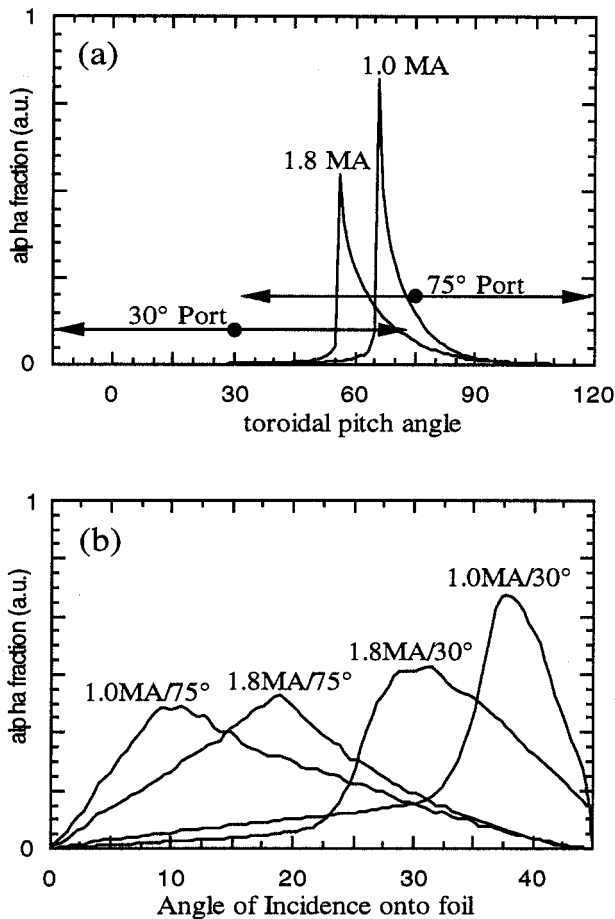 1
(a)
1.0 MA
1.8 MA
alpha fraction (a.u.)
75° Port
30° Port
0
0 30 60 90 120
toroidal pitch angle
1
(b)
1.0MA/30°
1.8MA/30°
1.0MA/75° 1.8MA/75°
alpha fraction (a.u.)
0
0 10 20 30 40
Angle of Incidence onto foil